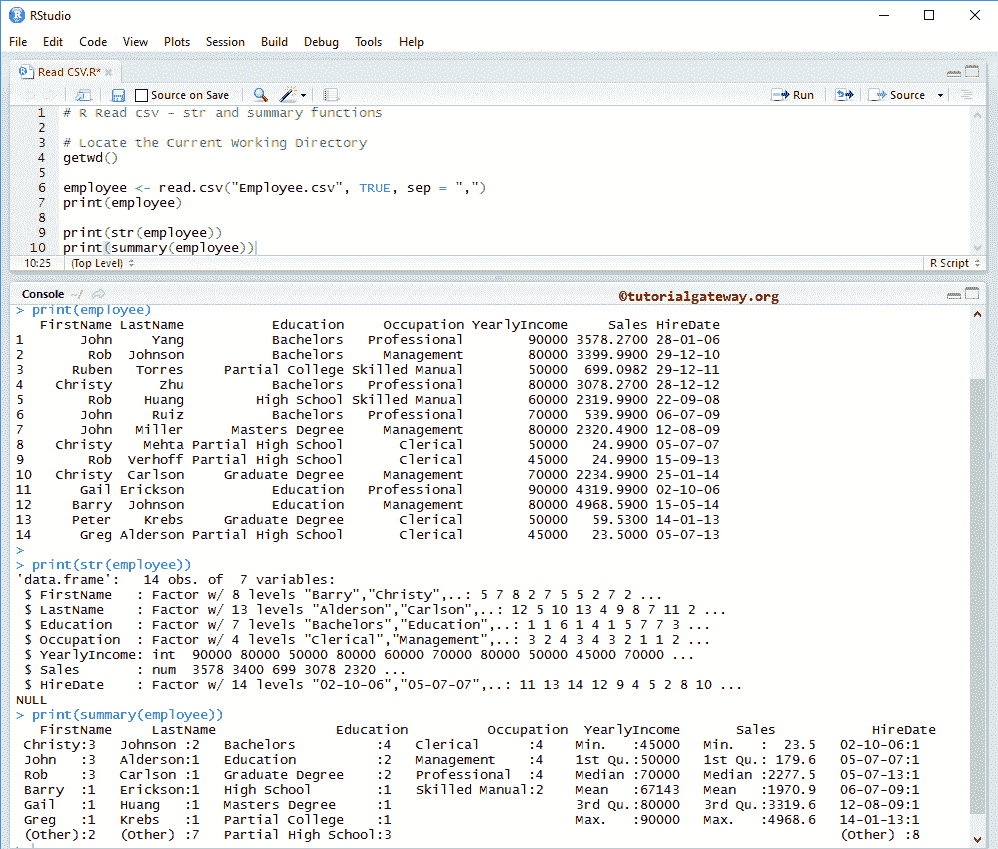 RStudio
File Edit Code View Plots Session Build Debug Tools Help
Read CSV.R*
Source on Save Run Source
1 # R Read csv - str and summary functions
2
3 # Locate the Current Working Directory
4 getwd()
5
6 employee <- read.csv("Employee.csv", TRUE, sep = ",")
7 print(employee)
8
9 print(str(employee))
10 print(summary(employee))
10:25 (Top Level) R Script
Console ~/ ©tutorialgateway.org
> print(employee)
FirstName LastName Education Occupation YearlyIncome Sales HireDate
1 John Yang Bachelors Professional 90000 3578.2700 28-01-06
2 Rob Johnson Bachelors Management 80000 3399.9900 29-12-10
3 Ruben Torres Partial College Skilled Manual 50000 699.0982 29-12-11
4 Christy Zhu Bachelors Professional 80000 3078.2700 28-12-12
5 Rob Huang High School Skilled Manual 60000 2319.9900 22-09-08
6 John Ruiz Bachelors Professional 70000 539.9900 06-07-09
7 John Miller Masters Degree Management 80000 2320.4900 12-08-09
8 Christy Mehta Partial High School Clerical 50000 24.9900 05-07-07
9 Rob Verhoff Partial High School Clerical 45000 24.9900 15-09-13
10 Christy Carlson Graduate Degree Management 70000 2234.9900 25-01-14
11 Gail Erickson Education Professional 90000 4319.9900 02-10-06
12 Barry Johnson Education Management 80000 4968.5900 15-05-14
13 Peter Krebs Graduate Degree Clerical 50000 59.5300 14-01-13
14 Greg Alderson Partial High School Clerical 45000 23.5000 05-07-13
>
> print(str(employee))
'data.frame': 14 obs. of 7 variables:
$ FirstName : Factor w/ 8 levels "Barry","Christy",..: 5 7 8 2 7 5 5 2 7 2 ...
$ LastName : Factor w/ 13 levels "Alderson","Carlson",..: 12 5 10 13 4 9 8 7 11 2 ...
$ Education : Factor w/ 7 levels "Bachelors","Education",..: 1 1 6 1 4 1 5 7 7 3 ...
$ Occupation : Factor w/ 4 levels "Clerical","Management",..: 3 2 4 3 4 3 2 1 1 2 ...
$ YearlyIncome: int 90000 80000 50000 80000 60000 70000 80000 50000 45000 70000 ...
$ Sales : num 3578 3400 699 3078 2320 ...
$ HireDate : Factor w/ 14 levels "02-10-06","05-07-07",..: 11 13 14 12 9 4 5 2 8 10 ...
NULL
> print(summary(employee))
FirstName LastName Education Occupation YearlyIncome Sales HireDate
Christy:3 Johnson :2 Bachelors :4 Clerical :4 Min. :45000 Min. : 23.5 02-10-06:1
John :3 Alderson:1 Education :2 Management :4 1st Qu.:50000 1st Qu.: 179.6 05-07-07:1
Rob :3 Carlson :1 Graduate Degree :2 Professional :4 Median :70000 Median :2277.5 05-07-13:1
Barry :1 Erickson:1 High School :1 Skilled Manual:2 Mean :67143 Mean :1970.9 06-07-09:1
Gail :1 Huang :1 Masters Degree :1 3rd Qu.:80000 3rd Qu.:3319.6 12-08-09:1
Greg :1 Krebs :1 Partial College :1 Max. :90000 Max. :4968.6 14-01-13:1
(Other):2 (Other) :7 Partial High School:3 (Other) :8